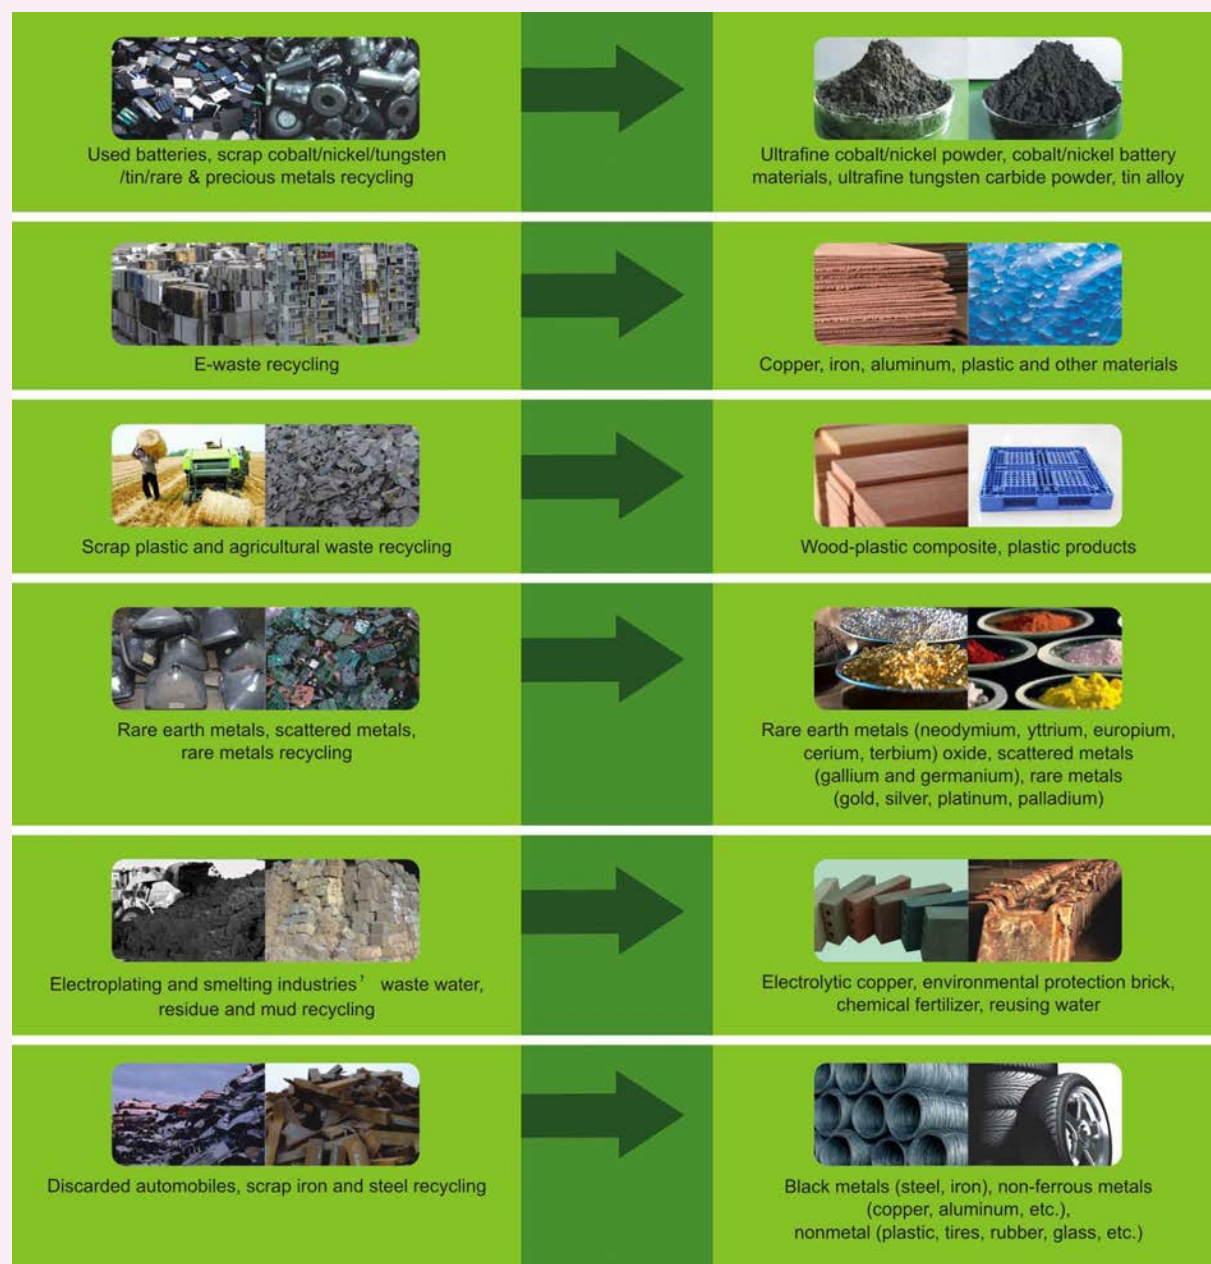 Used batteries, scrap cobalt/nickel/tungsten
/tin/rare & precious metals recycling
Ultrafine cobalt/nickel powder, cobalt/nickel battery
materials, ultrafine tungsten carbide powder, tin alloy
E-waste recycling
Copper, iron, aluminum, plastic and other materials
Scrap plastic and agricultural waste recycling
Wood-plastic composite, plastic products
Rare earth metals, scattered metals,
rare metals recycling
Rare earth metals (neodymium, yttrium, europium,
cerium, terbium) oxide, scattered metals
(gallium and germanium), rare metals
(gold, silver, platinum, palladium)
Electroplating and smelting industries’ waste water,
residue and mud recycling
Electrolytic copper, environmental protection brick,
chemical fertilizer, reusing water
Discarded automobiles, scrap iron and steel recycling
Black metals (steel, iron), non-ferrous metals
(copper, aluminum, etc.),
nonmetal (plastic, tires, rubber, glass, etc.)